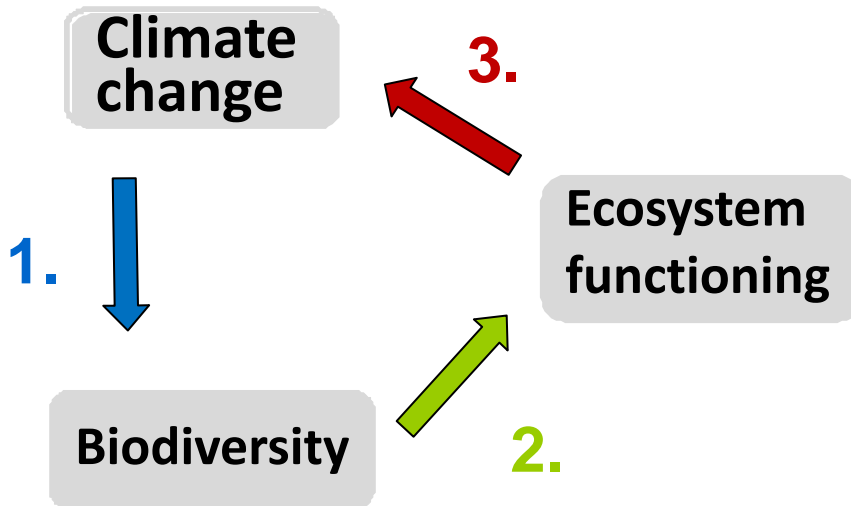 Climate
change
3.
Ecosystem
functioning
1.
Biodiversity
2.